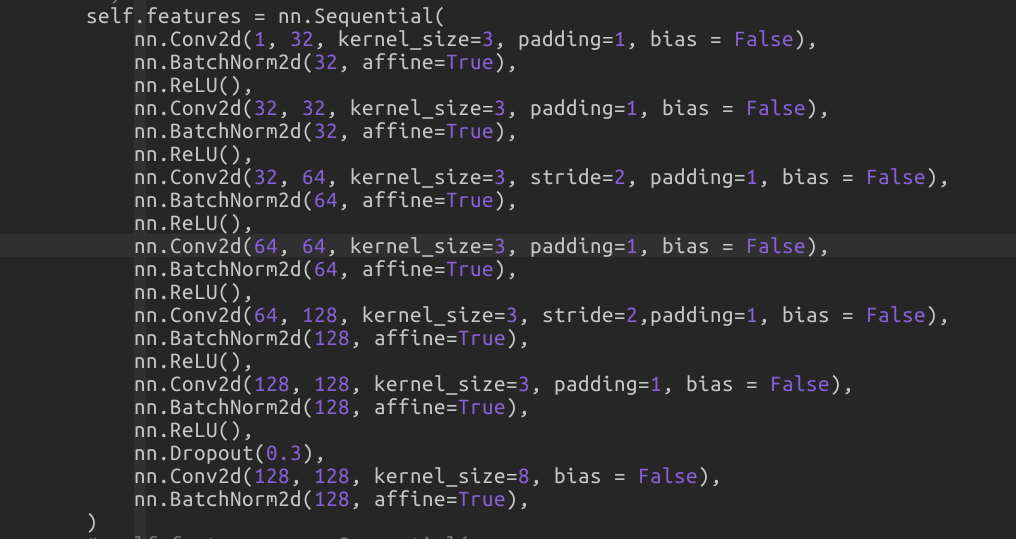 self.features = nn.Sequential(
nn.Conv2d(1, 32, kernel_size=3, padding=1, bias = False),
nn.BatchNorm2d(32, affine=True),
nn.ReLU(),
nn.Conv2d(32, 32, kernel_size=3, padding=1, bias = False),
nn.BatchNorm2d(32, affine=True),
nn.ReLU(),
nn.Conv2d(32, 64, kernel_size=3, stride=2, padding=1, bias = False),
nn.BatchNorm2d(64, affine=True),
nn.ReLU(),
nn.Conv2d(64, 64, kernel_size=3, padding=1, bias = False),
nn.BatchNorm2d(64, affine=True),
nn.ReLU(),
nn.Conv2d(64, 128, kernel_size=3, stride=2,padding=1, bias = False),
nn.BatchNorm2d(128, affine=True),
nn.ReLU(),
nn.Conv2d(128, 128, kernel_size=3, padding=1, bias = False),
nn.BatchNorm2d(128, affine=True),
nn.ReLU(),
nn.Dropout(0.3),
nn.Conv2d(128, 128, kernel_size=8, bias = False),
nn.BatchNorm2d(128, affine=True),
)